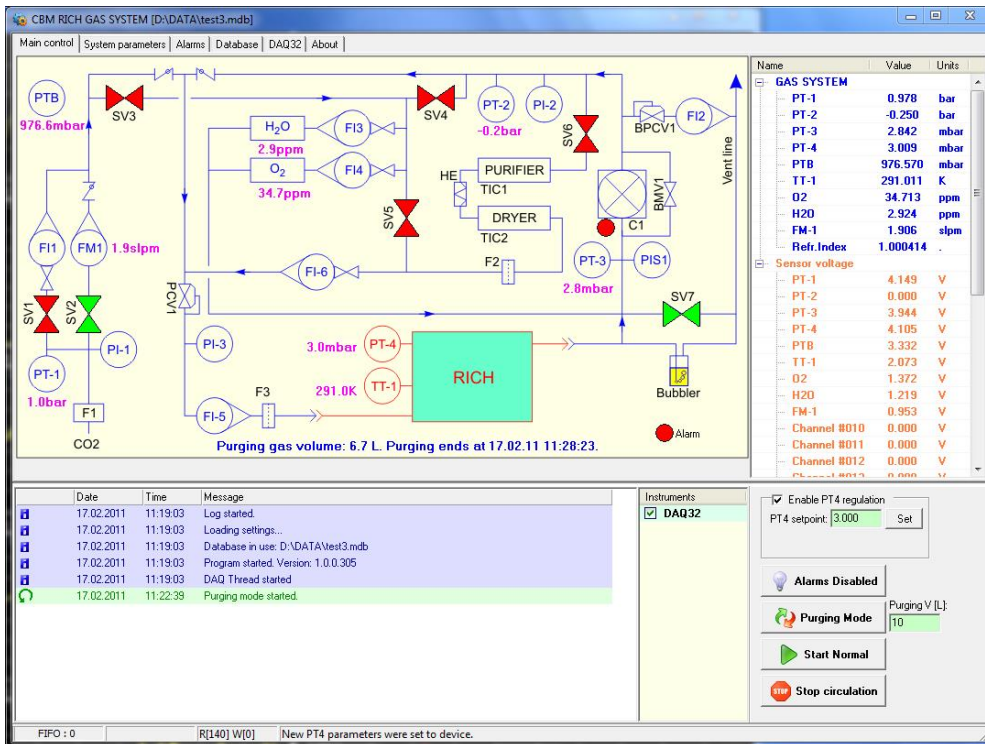 CBM RICH GAS SYSTEM [D:\DATA\test3.mdb]
Main control System parameters Alarms Database DAQ32 About
PTB
976.6mbar
SV3
SV4
PT-2
PI-2
-0.2bar
SV6
BPCV1
FI2
Vent line
H2O
2.9ppm
FI3
O2
34.7ppm
FI4
HE
PURIFIER
TIC1
DRYER
TIC2
SV5
C1
BMV1
FI1
FM1
1.9slpm
FI-6
F2
PT-3
PIS1
2.8mbar
SV1
SV2
PCV1
SV7
PI-1
PT-1
1.0bar
PI-3
3.0mbar
PT-4
TT-1
291.0K
RICH
Bubbler
F1
CO2
FI-5
F3
Alarm
Purging gas volume: 6.7 L. Purging ends at 17.02.11 11:28:23.
Name Value Units
GAS SYSTEM
PT-1 0.978 bar
PT-2 -0.250 bar
PT-3 2.842 mbar
PT-4 3.009 mbar
PTB 976.570 mbar
TT-1 291.011 K
O2 34.713 ppm
H2O 2.924 ppm
FM-1 1.906 slpm
Refr.Index 1.000414 .
Sensor voltage
PT-1 4.149 V
PT-2 0.000 V
PT-3 3.944 V
PT-4 4.105 V
PTB 3.332 V
TT-1 2.073 V
O2 1.372 V
H2O 1.219 V
FM-1 0.953 V
Channel #010 0.000 V
Channel #011 0.000 V
Channel #012 0.000 V
Date Time Message
17.02.2011 11:19:03 Log started.
17.02.2011 11:19:03 Loading settings...
17.02.2011 11:19:03 Database in use: D:\DATA\test3.mdb
17.02.2011 11:19:03 Program started. Version: 1.0.0.305
17.02.2011 11:19:03 DAQ Thread started
17.02.2011 11:22:39 Purging mode started.
Instruments
DAQ32
Enable PT4 regulation
PT4 setpoint: 3.000 Set
Alarms Disabled
Purging Mode
Purging V [L]:
10
Start Normal
STOP
Stop circulation
FIFO : 0 R[140] W[0] New PT4 parameters were set to device.